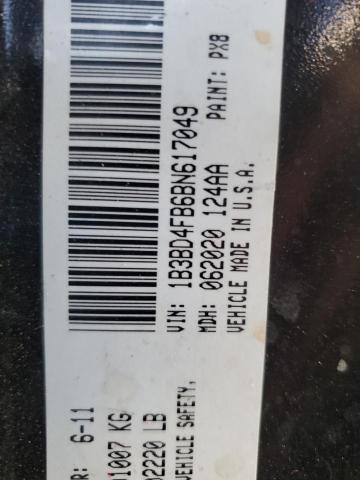 R: 6-11
1007 KG
2220 LB
VEHICLE SAFETY,
VIN: 1B3BD4FB6BN617049
MDH: 062020 124AA PAINT: PX8
VEHICLE MADE IN U.S.A.